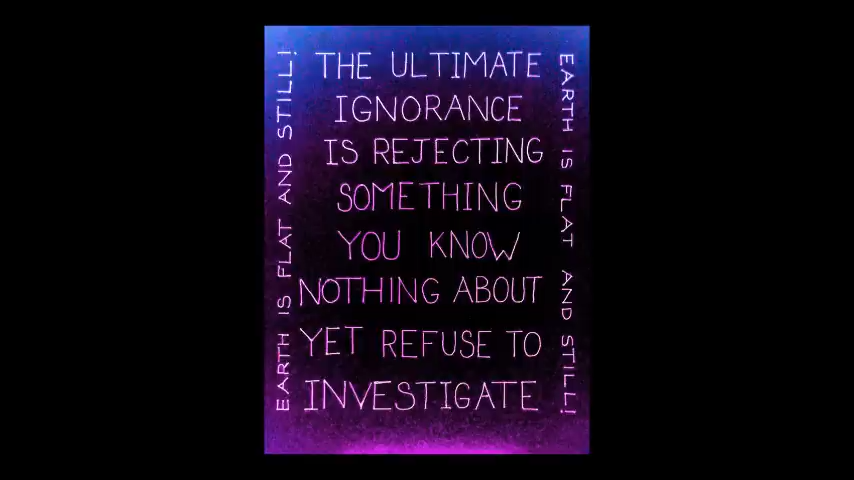 THE ULTIMATE
IGNORANCE
IS REJECTING
SOMETHING
YOU KNOW
NOTHING ABOUT
YET REFUSE TO
INVESTIGATE
EARTH IS FLAT AND STILL!
EARTH IS FLAT AND STILL!